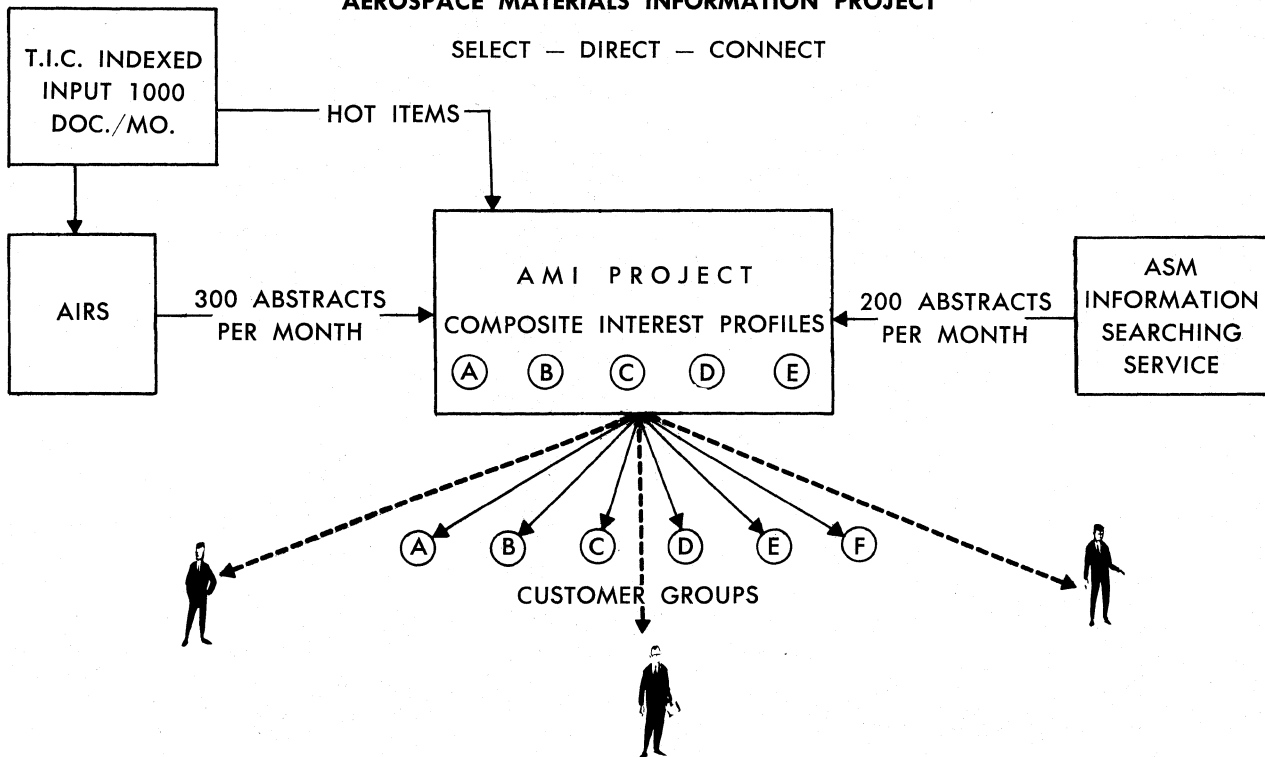 AEROSPACE MATERIALS INFORMATION PROJECT
SELECT — DIRECT — CONNECT
T.I.C. INDEXED
INPUT 1000
DOC./MO.
HOT ITEMS
AIRS
300 ABSTRACTS
PER MONTH
AMI PROJECT
COMPOSITE INTEREST PROFILES
A B C D E
200 ABSTRACTS
PER MONTH
ASM
INFORMATION
SEARCHING
SERVICE
A B C D E F
CUSTOMER GROUPS